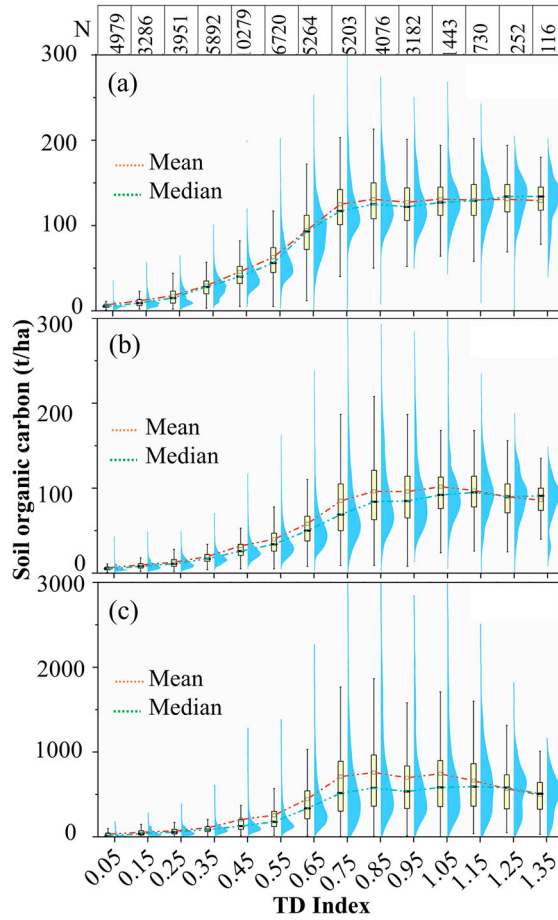 N
4979 3286 3951 5892 0279 6720 5264 5203 4076 3182 1443 730 252 116
300
(a)
200
Mean
Median
100
0
300
(b)
200
Mean
Median
100
0
Soil organic carbon (t/ha)
3000
(c)
2000
Mean
Median
1000
0
0.05 0.15 0.25 0.35 0.45 0.55 0.65 0.75 0.85 0.95 1.05 1.15 1.25 1.35
TD Index